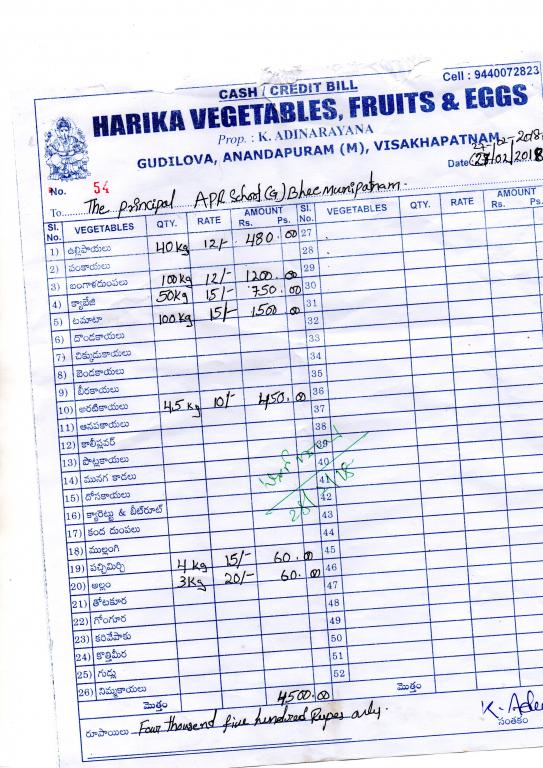 Cell : 9440072823
CASH / CREDIT BILL
HARIKA VEGETABLES, FRUITS & EGGS
Prop. : K. ADINARAYANA
GUDILOVA, ANANDAPURAM (M), VISAKHAPATNAM
No. 54
Date 27/02/2018
To The principal APR School (G) Bheemunipatnam.
Sl. No. VEGETABLES QTY. RATE AMOUNT Rs. Ps. Sl. No. VEGETABLES QTY. RATE AMOUNT Rs. Ps.
1) ఉల్లిపాయలు 40 kg 12/- 480.00 27
2) వంకాయలు 28
3) బంగాళదుంపలు 100 kg 12/- 1200.00 29
4) క్యాబేజి 50 kg 15/- 750.00 30
5) టమాటా 100 kg 15/- 1500.00 31
6) దొండకాయలు 32
7) చిక్కుడుకాయలు 33
8) బెండకాయలు 34
9) బీరకాయలు 35
10) అరటికాయలు 45 kg 10/- 450.00 36
11) ఆనపకాయలు 37
12) కాలీఫ్లవర్ 38
13) పొట్లకాయలు 39
14) మునగ కాడలు 40
15) దోసకాయలు 41
16) క్యారెట్టు & బీట్‌రూట్ 42
17) కంద దుంపలు 43
18) ముల్లంగి 44
19) పచ్చిమిర్చి 4 kg 15/- 60.00 45
20) అల్లం 3 kg 20/- 60.00 46
21) తోటకూర 47
22) గోంగూర 48
23) కరివేపాకు 49
24) కొత్తిమీర 50
25) గుడ్లు 51
26) నిమ్మకాయలు 52
మొత్తం 4500.00 మొత్తం
రూపాయిలు Four thousand five hundred Rupes only.
సంతకం